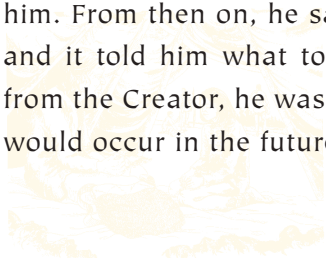 him. From then on, he sa
and it told him what to
from the Creator, he was
would occur in the future